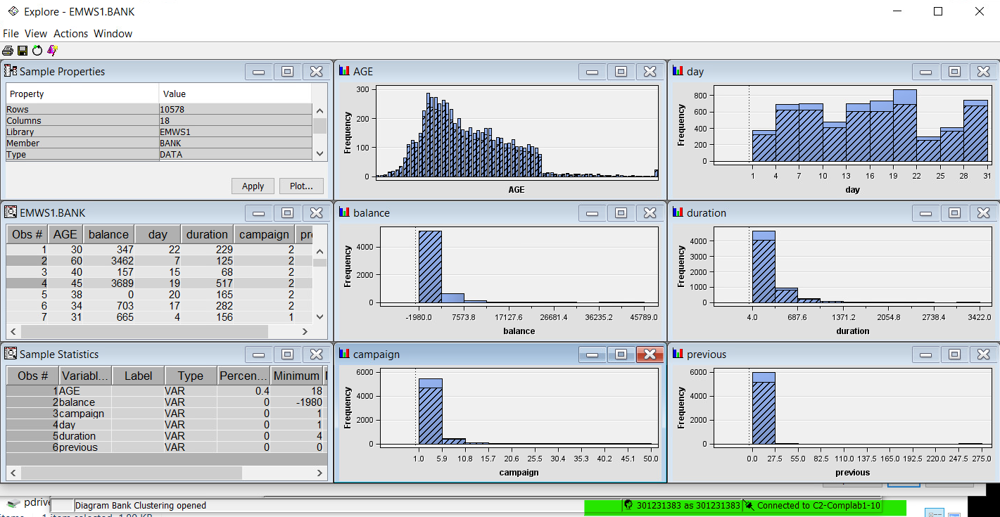 Explore - EMWS1.BANK
File View Actions Window
Sample Properties
Property Value
Rows 10578
Columns 18
Library EMWS1
Member BANK
Type DATA
Apply Plot...
AGE
300
200
100
0
Frequency
AGE
day
800
600
400
200
0
Frequency
1 4 7 10 13 16 19 22 25 28 31
day
EMWS1.BANK
Obs # AGE balance day duration campaign pre
1 30 347 22 229 2
2 60 3462 7 125 2
3 40 157 15 68 2
4 45 3689 19 517 2
5 38 0 20 165 2
6 34 703 17 282 2
7 31 665 4 156 1
balance
4000
2000
0
Frequency
-1980.0 7573.8 17127.6 26681.4 36235.2 45789.0
balance
duration
4000
3000
2000
1000
0
Frequency
4.0 687.6 1371.2 2054.8 2738.4 3422.0
duration
Sample Statistics
Obs # Variabl... Label Type Percen... Minimum
1 AGE VAR 0.4 18
2 balance VAR 0 -1980
3 campaign VAR 0 1
4 day VAR 0 1
5 duration VAR 0 4
6 previous VAR 0 0
campaign
6000
4000
2000
0
Frequency
1.0 5.9 10.8 15.7 20.6 25.5 30.4 35.3 40.2 45.1 50.0
campaign
previous
6000
4000
2000
0
Frequency
0.0 27.5 55.0 82.5 110.0 137.5 165.0 192.5 220.0 247.5 275.0
previous
pdrive
Diagram Bank Clustering opened
301231383 as 301231383 Connected to C2-Complab1-10